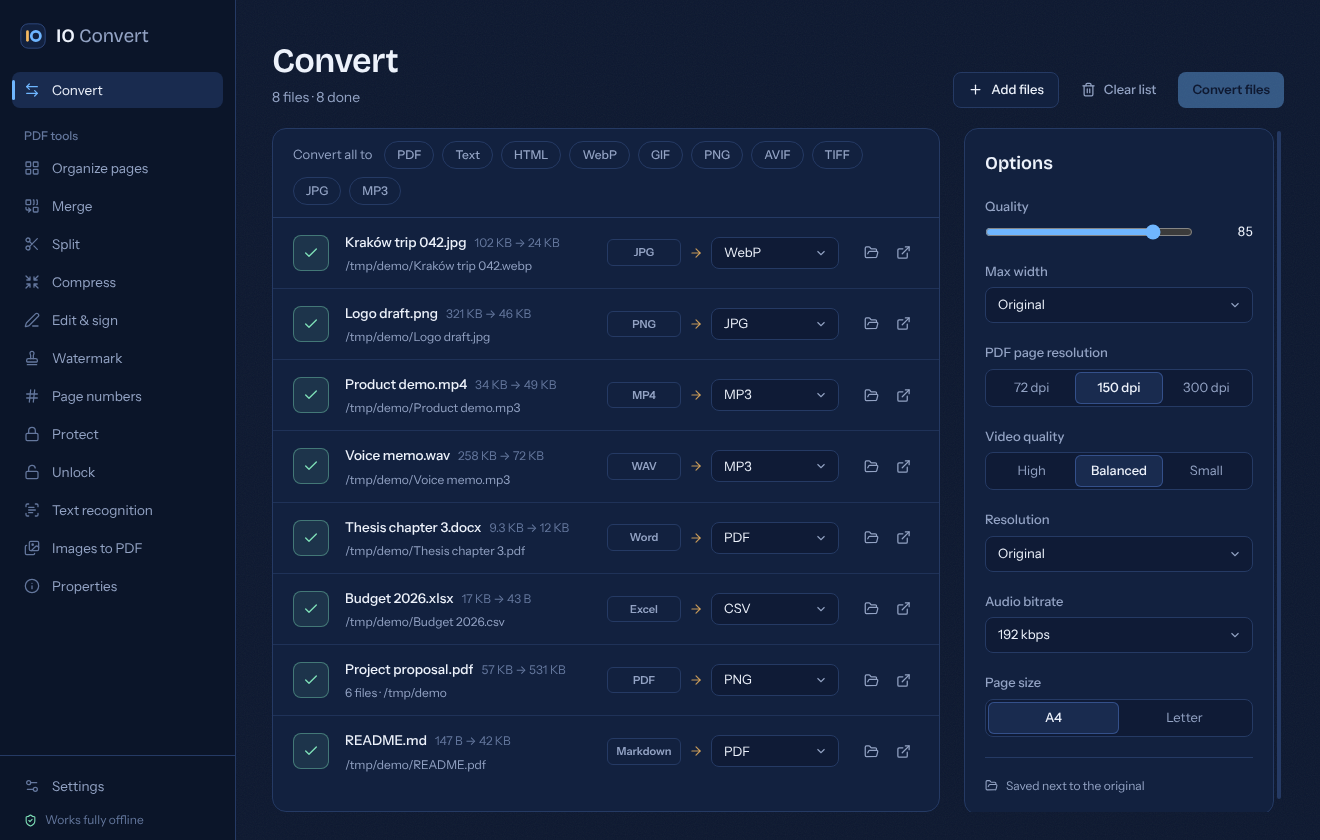 IO Convert
Convert
PDF tools
Organize pages
Merge
Split
Compress
Edit & sign
Watermark
Page numbers
Protect
Unlock
Text recognition
Images to PDF
Properties
Settings
Works fully offline
Convert
8 files · 8 done
Add files
Clear list
Convert files
Convert all to PDF Text HTML WebP GIF PNG AVIF TIFF
JPG MP3
Kraków trip 042.jpg 102 KB → 24 KB JPG → WebP
/tmp/demo/Kraków trip 042.webp
Logo draft.png 321 KB → 46 KB PNG → JPG
/tmp/demo/Logo draft.jpg
Product demo.mp4 34 KB → 49 KB MP4 → MP3
/tmp/demo/Product demo.mp3
Voice memo.wav 258 KB → 72 KB WAV → MP3
/tmp/demo/Voice memo.mp3
Thesis chapter 3.docx 9.3 KB → 12 KB Word → PDF
/tmp/demo/Thesis chapter 3.pdf
Budget 2026.xlsx 17 KB → 43 B Excel → CSV
/tmp/demo/Budget 2026.csv
Project proposal.pdf 57 KB → 531 KB PDF → PNG
6 files · /tmp/demo
README.md 147 B → 42 KB Markdown → PDF
/tmp/demo/README.pdf
Options
Quality
85
Max width
Original
PDF page resolution
72 dpi 150 dpi 300 dpi
Video quality
High Balanced Small
Resolution
Original
Audio bitrate
192 kbps
Page size
A4 Letter
Saved next to the original